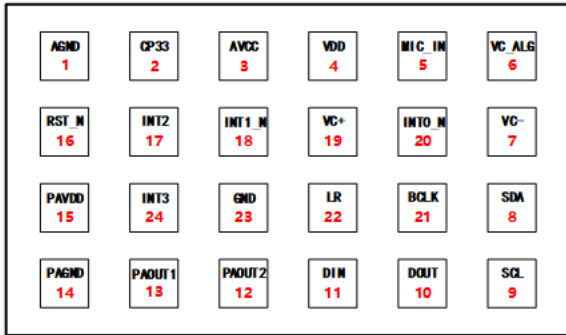 AGND CP33 AVCC VDD MIC_IN VC_ALG
1 2 3 4 5 6
RST_N INT2 INT1_N VC+ INT0_N VC-
16 17 18 19 20 7
PAVDD INT3 GND LR BCLK SDA
15 24 23 22 21 8
PAGND PAOUT1 PAOUT2 DIN DOUT SCL
14 13 12 11 10 9